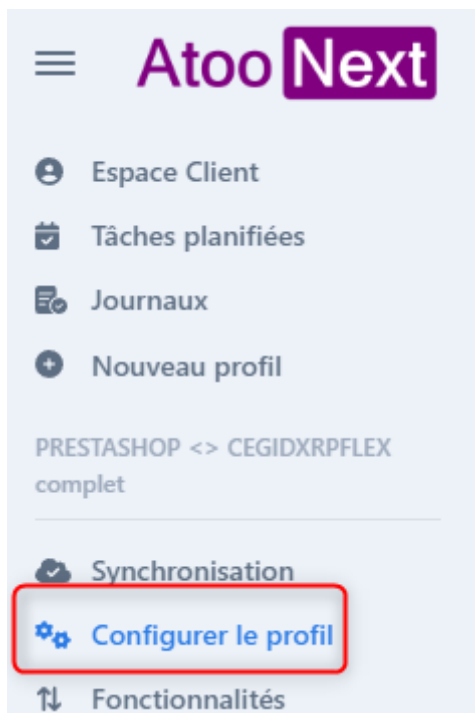 Atoo Next
Espace Client
Tâches planifiées
Journaux
Nouveau profil
PRESTASHOP <> CEGIDXRPFLEX
complet
Synchronisation
Configurer le profil
Fonctionnalités